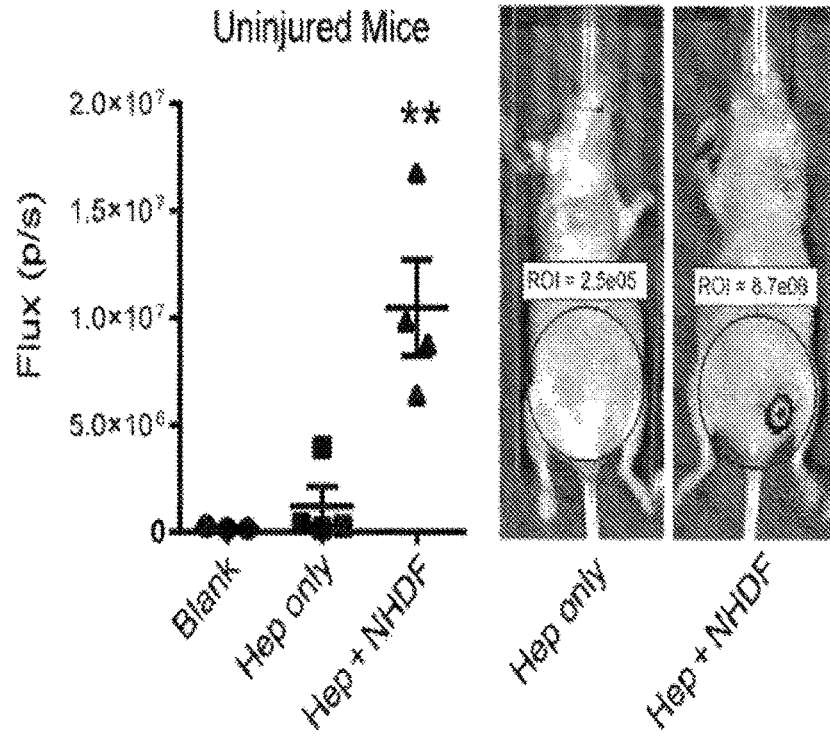 Uninjured Mice
Flux (p/s)
2.0×10⁷
1.5×10⁷
1.0×10⁷
5.0×10⁶
0
**
Blank
Hep only
Hep + NHDF
ROI = 2.5e05
ROI = 8.7e06
Hep only
Hep + NHDF